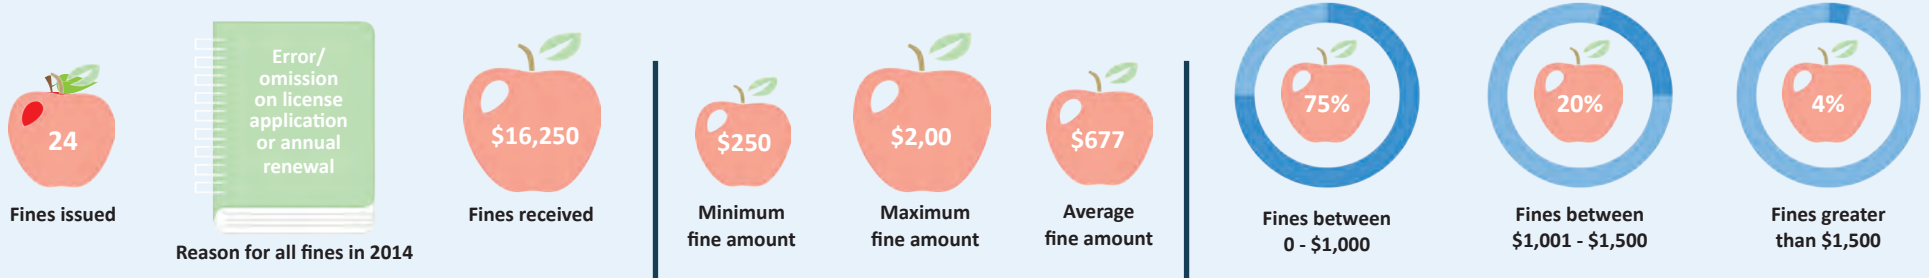 24
Fines issued
Error/
omission
on license
application
or annual
renewal
Reason for all fines in 2014
$16,250
Fines received
$250
Minimum
fine amount
$2,00
Maximum
fine amount
$677
Average
fine amount
75%
Fines between
0 - $1,000
20%
Fines between
$1,001 - $1,500
4%
Fines greater
than $1,500